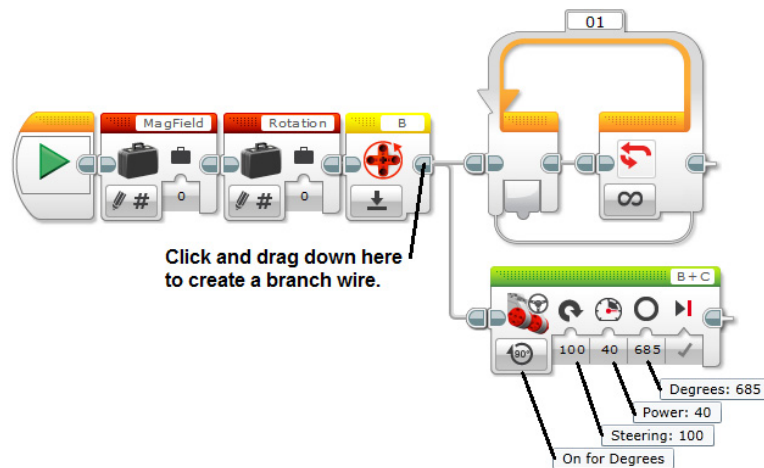 01
MagField
Rotation
B
#
0
#
0
∞
Click and drag down here
to create a branch wire.
B+C
90°
100
40
685
Degrees: 685
Power: 40
Steering: 100
On for Degrees